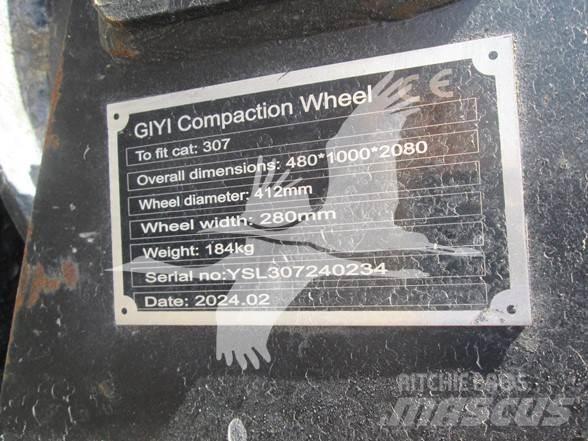 GIYI Compaction Wheel CE
To fit cat: 307
Overall dimensions: 480*1000*2080
Wheel diameter: 412mm
Wheel width: 280mm
Weight: 184kg
Serial no:YSL307240234
Date: 2024.02
RITCHIE BROS.
MASCUS